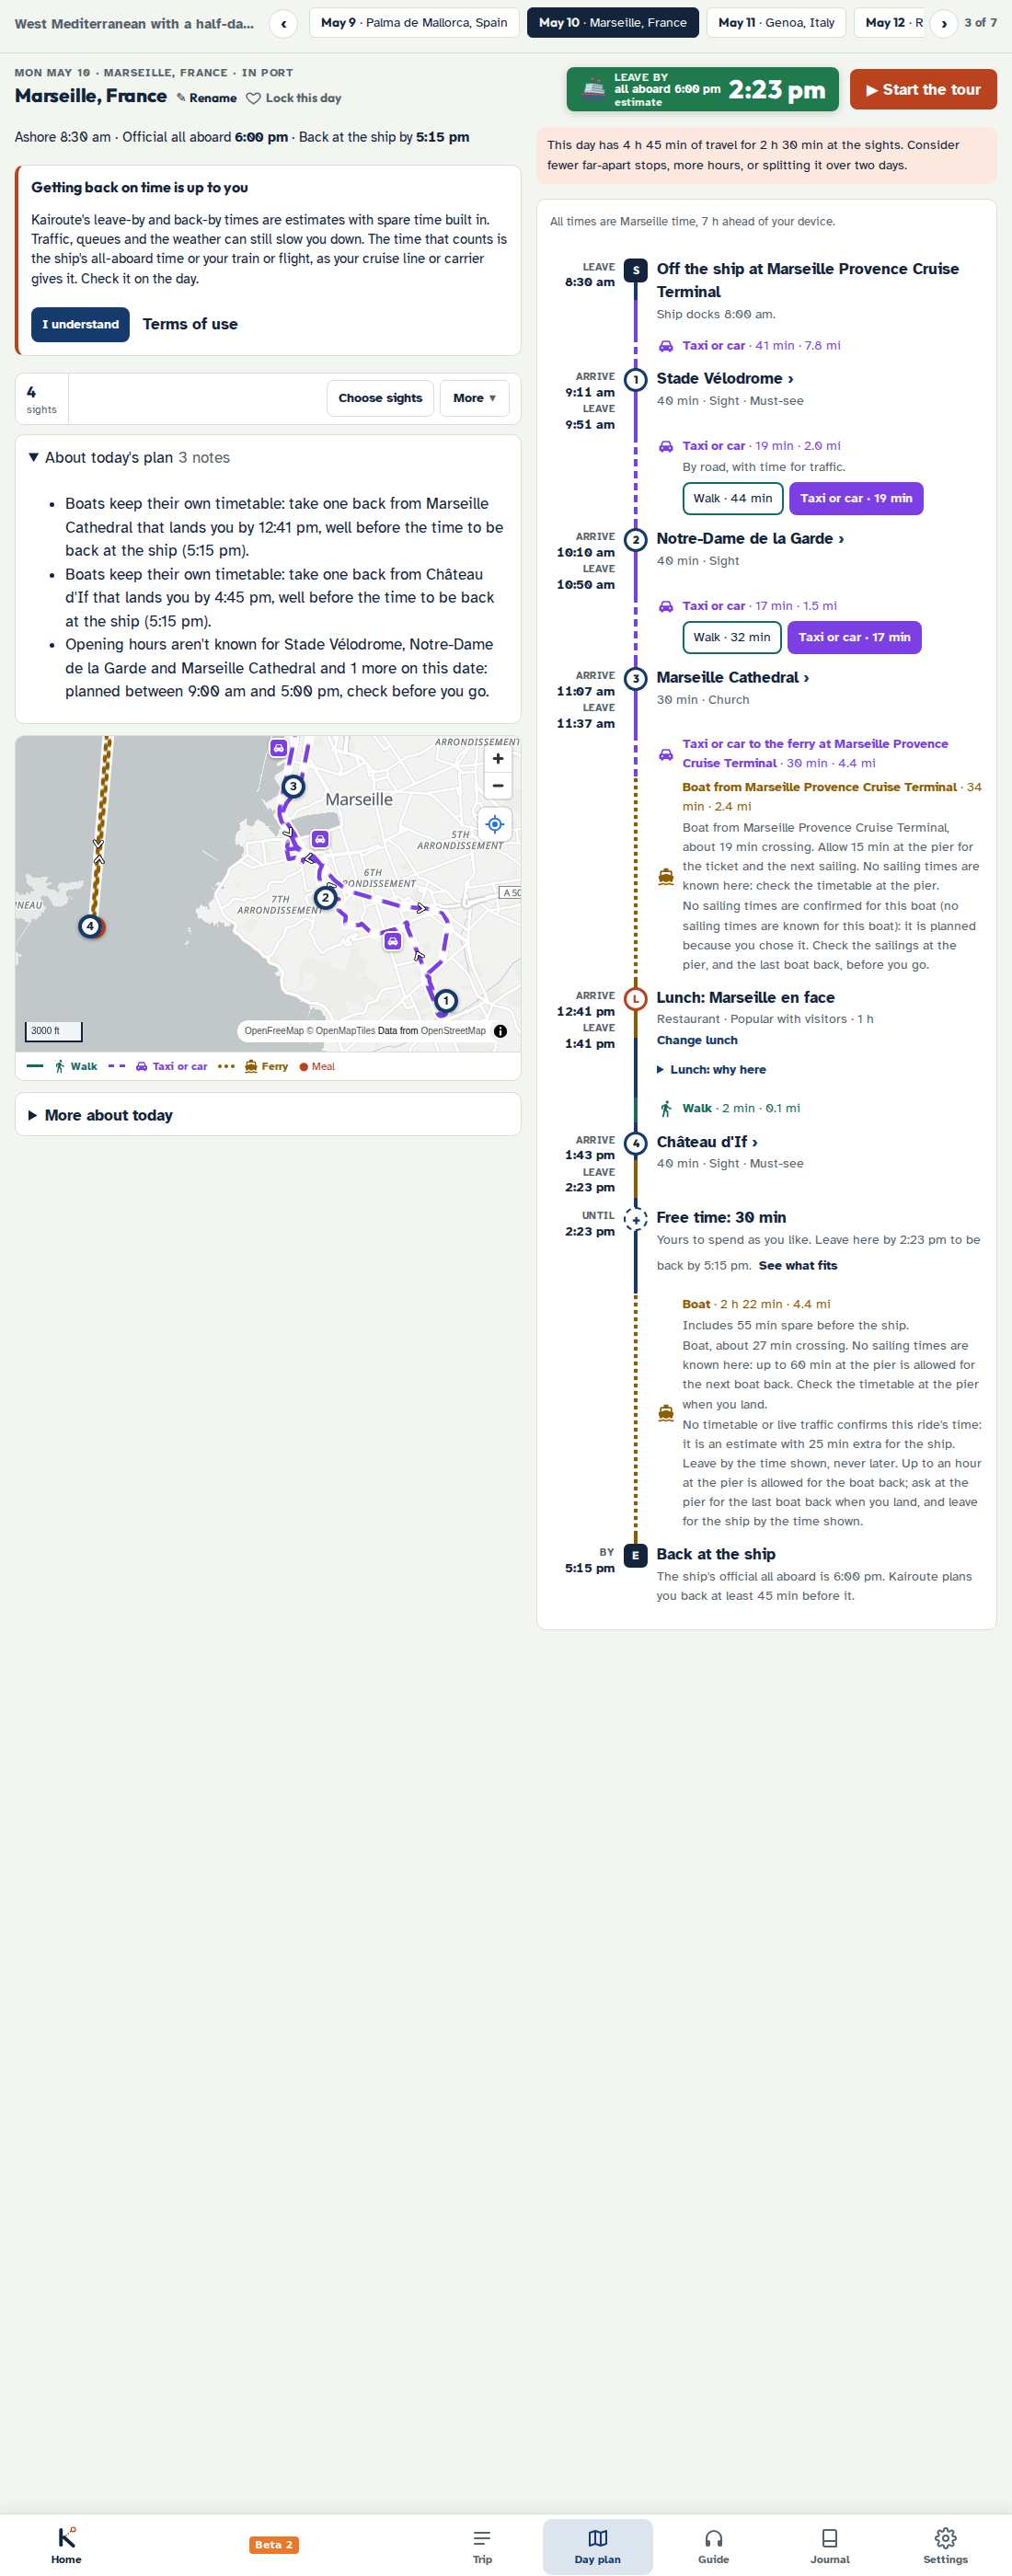 West Mediterranean with a half-da...
‹
May 9 · Palma de Mallorca, Spain
May 10 · Marseille, France
May 11 · Genoa, Italy
May 12 · R
›
3 of 7
MON MAY 10 · MARSEILLE, FRANCE · IN PORT
Marseille, France ✎ Rename Lock this day
LEAVE BY
all aboard 6:00 pm
estimate
2:23 pm
▶ Start the tour
Ashore 8:30 am · Official all aboard 6:00 pm · Back at the ship by 5:15 pm
Getting back on time is up to you
Kairoute's leave-by and back-by times are estimates with spare time built in.
Traffic, queues and the weather can still slow you down. The time that counts is
the ship's all-aboard time or your train or flight, as your cruise line or carrier
gives it. Check it on the day.
I understand
Terms of use
4
sights
Choose sights
More ▼
▼ About today's plan 3 notes
• Boats keep their own timetable: take one back from Marseille
Cathedral that lands you by 12:41 pm, well before the time to be
back at the ship (5:15 pm).
• Boats keep their own timetable: take one back from Château
d'If that lands you by 4:45 pm, well before the time to be back
at the ship (5:15 pm).
• Opening hours aren't known for Stade Vélodrome, Notre-Dame
de la Garde and Marseille Cathedral and 1 more on this date:
planned between 9:00 am and 5:00 pm, check before you go.
ARRONDISSEMENT
+
−
3
Marseille
5TH
ARRONDISSEMENT
6TH
ONDISSEMENT
7TH
ARRONDISSEMENT
2
A 50
NEAU
4
1
3000 ft
OpenFreeMap © OpenMapTiles Data from OpenStreetMap
Walk
Taxi or car
Ferry
Meal
▶ More about today
This day has 4 h 45 min of travel for 2 h 30 min at the sights. Consider
fewer far-apart stops, more hours, or splitting it over two days.
All times are Marseille time, 7 h ahead of your device.
LEAVE
8:30 am
S
Off the ship at Marseille Provence Cruise
Terminal
Ship docks 8:00 am.
Taxi or car · 41 min · 7.8 mi
ARRIVE
9:11 am
LEAVE
9:51 am
1
Stade Vélodrome ›
40 min · Sight · Must-see
Taxi or car · 19 min · 2.0 mi
By road, with time for traffic.
Walk · 44 min
Taxi or car · 19 min
ARRIVE
10:10 am
LEAVE
10:50 am
2
Notre-Dame de la Garde ›
40 min · Sight
Taxi or car · 17 min · 1.5 mi
Walk · 32 min
Taxi or car · 17 min
ARRIVE
11:07 am
LEAVE
11:37 am
3
Marseille Cathedral ›
30 min · Church
Taxi or car to the ferry at Marseille Provence
Cruise Terminal · 30 min · 4.4 mi
Boat from Marseille Provence Cruise Terminal · 34
min · 2.4 mi
Boat from Marseille Provence Cruise Terminal,
about 19 min crossing. Allow 15 min at the pier for
the ticket and the next sailing. No sailing times are
known here: check the timetable at the pier.
No sailing times are confirmed for this boat (no
sailing times are known for this boat): it is planned
because you chose it. Check the sailings at the
pier, and the last boat back, before you go.
ARRIVE
12:41 pm
LEAVE
1:41 pm
L
Lunch: Marseille en face
Restaurant · Popular with visitors · 1 h
Change lunch
▶ Lunch: why here
Walk · 2 min · 0.1 mi
ARRIVE
1:43 pm
LEAVE
2:23 pm
4
Château d'If ›
40 min · Sight · Must-see
UNTIL
2:23 pm
+
Free time: 30 min
Yours to spend as you like. Leave here by 2:23 pm to be
back by 5:15 pm. See what fits
Boat · 2 h 22 min · 4.4 mi
Includes 55 min spare before the ship.
Boat, about 27 min crossing. No sailing times are
known here: up to 60 min at the pier is allowed for
the next boat back. Check the timetable at the pier
when you land.
No timetable or live traffic confirms this ride's time:
it is an estimate with 25 min extra for the ship.
Leave by the time shown, never later. Up to an hour
at the pier is allowed for the boat back; ask at the
pier for the last boat back when you land, and leave
for the ship by the time shown.
BY
5:15 pm
E
Back at the ship
The ship's official all aboard is 6:00 pm. Kairoute plans
you back at least 45 min before it.
Home
Beta 2
Trip
Day plan
Guide
Journal
Settings